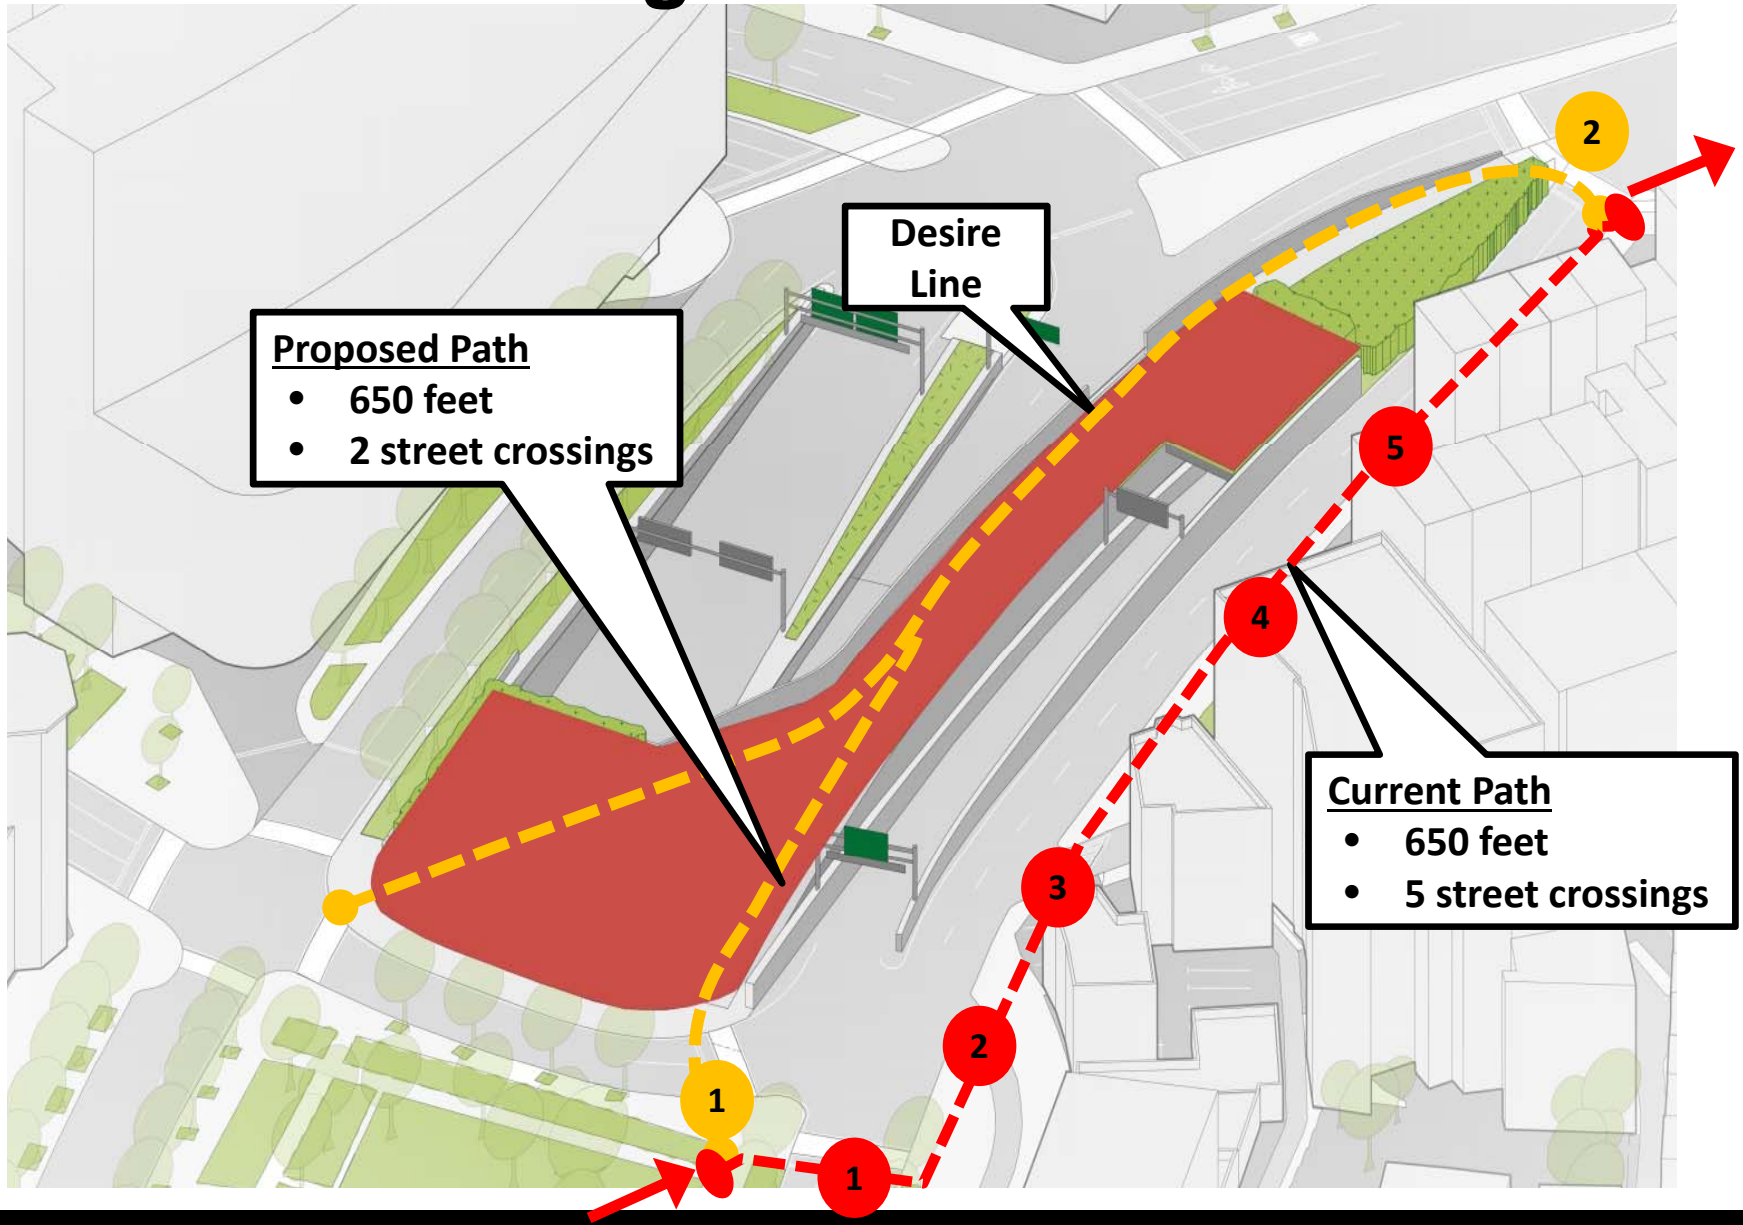 2
Desire
Line
Proposed Path
• 650 feet
• 2 street crossings
5
4
Current Path
• 650 feet
• 5 street crossings
3
2
1
1